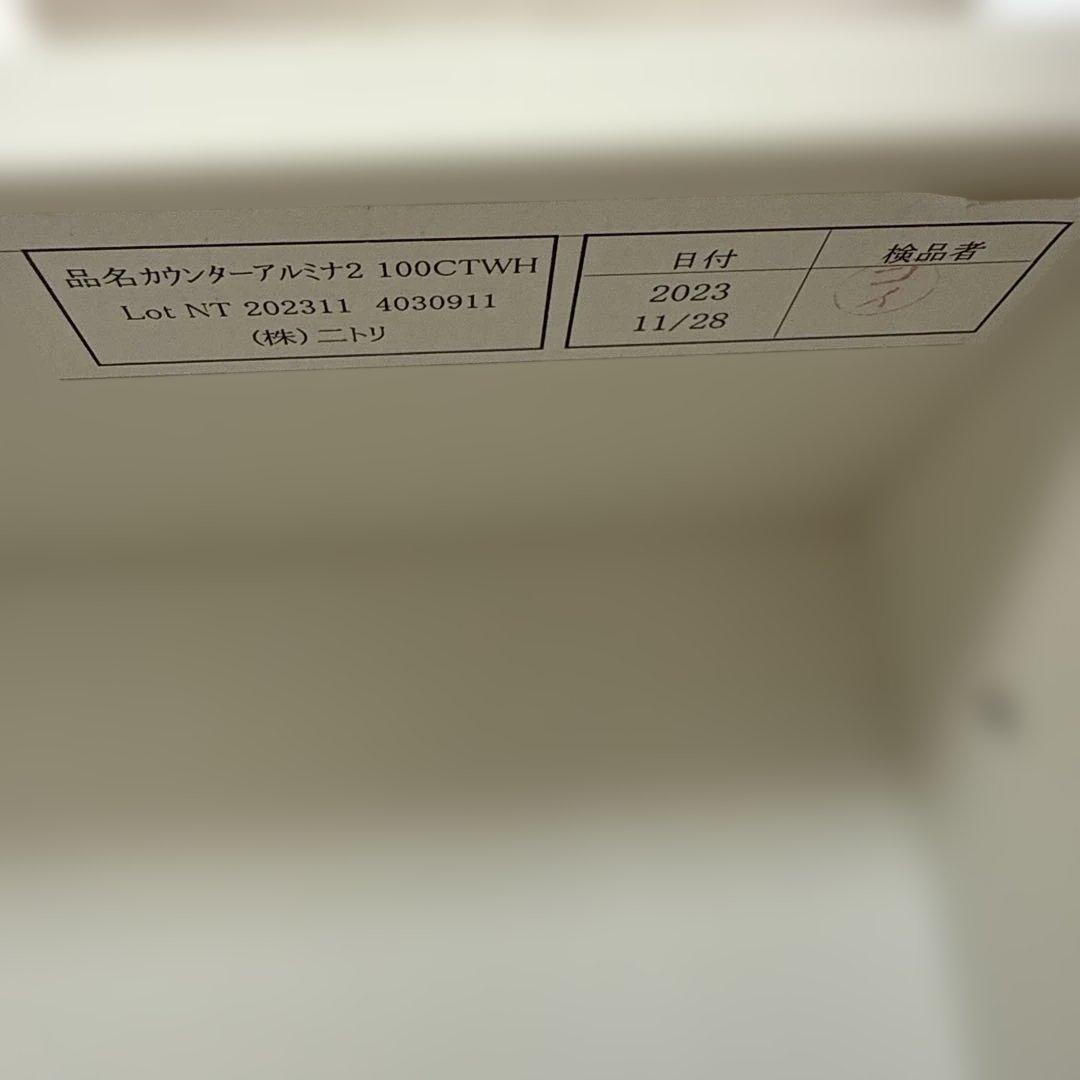 品名カウンターアルミナ2 100CTWH
Lot NT 202311 4030911
(株)ニトリ
日付
2023
11/28
検品者